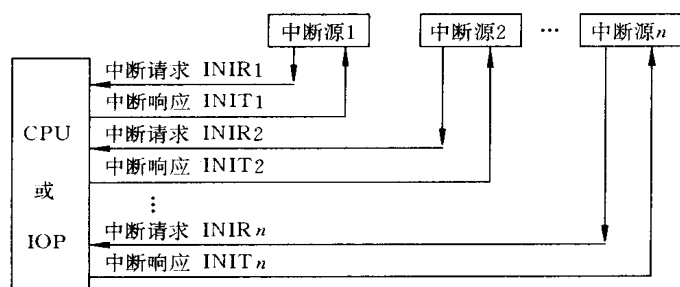 中断源1
中断源2
…
中断源n
中断请求 INIR1
中断响应 INIT1
中断请求 INIR2
中断响应 INIT2
⋮
中断请求 INIRn
中断响应 INITn
CPU
或
IOP